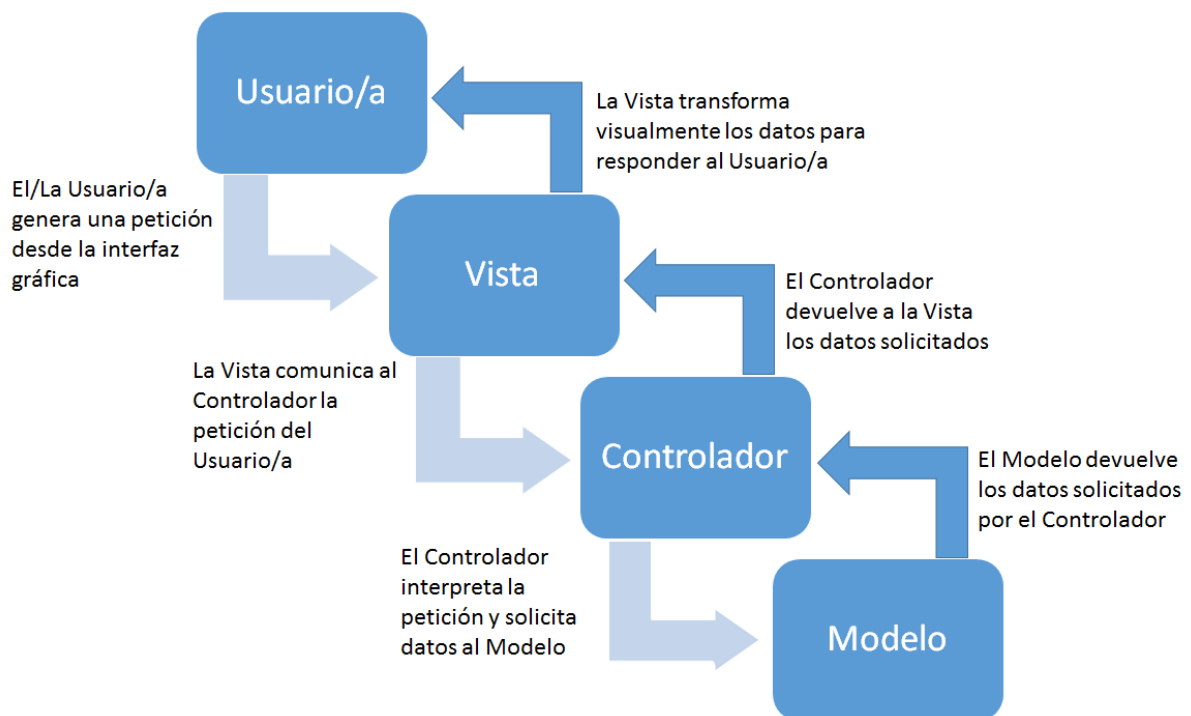 Usuario/a
La Vista transforma
visualmente los datos para
responder al Usuario/a
El/La Usuario/a
genera una petición
desde la interfaz
gráfica
Vista
El Controlador
devuelve a la Vista
los datos solicitados
La Vista comunica al
Controlador la
petición del
Usuario/a
Controlador
El Modelo devuelve
los datos solicitados
por el Controlador
El Controlador
interpreta la
petición y solicita
datos al Modelo
Modelo